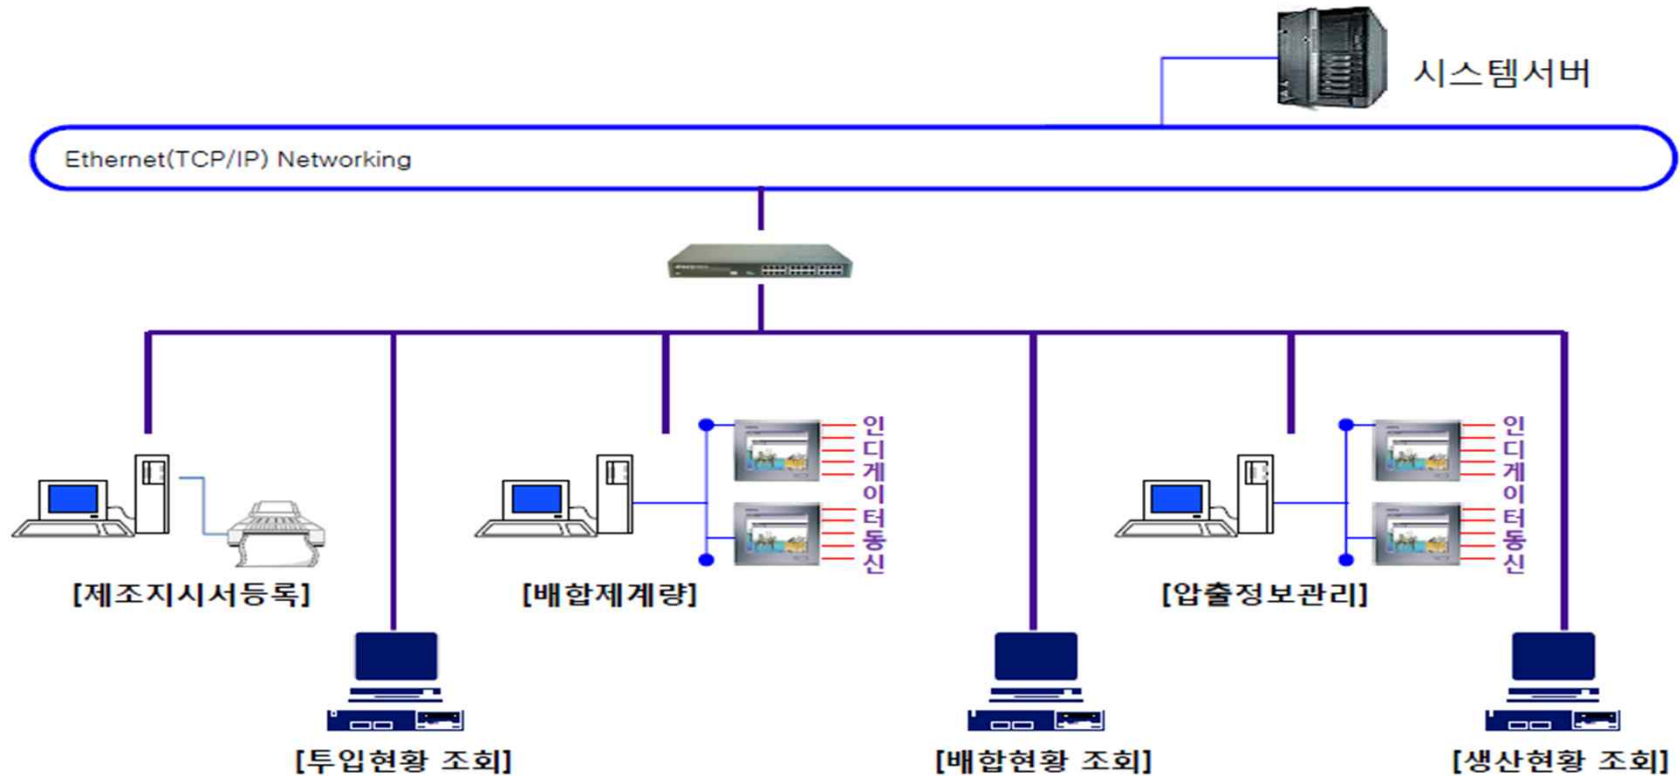 시스템서버
Ethernet(TCP/IP) Networking
인디게이터통신
인디게이터통신
[제조지시서등록]
[배합제계량]
[압출정보관리]
[투입현황 조회]
[배합현황 조회]
[생산현황 조회]